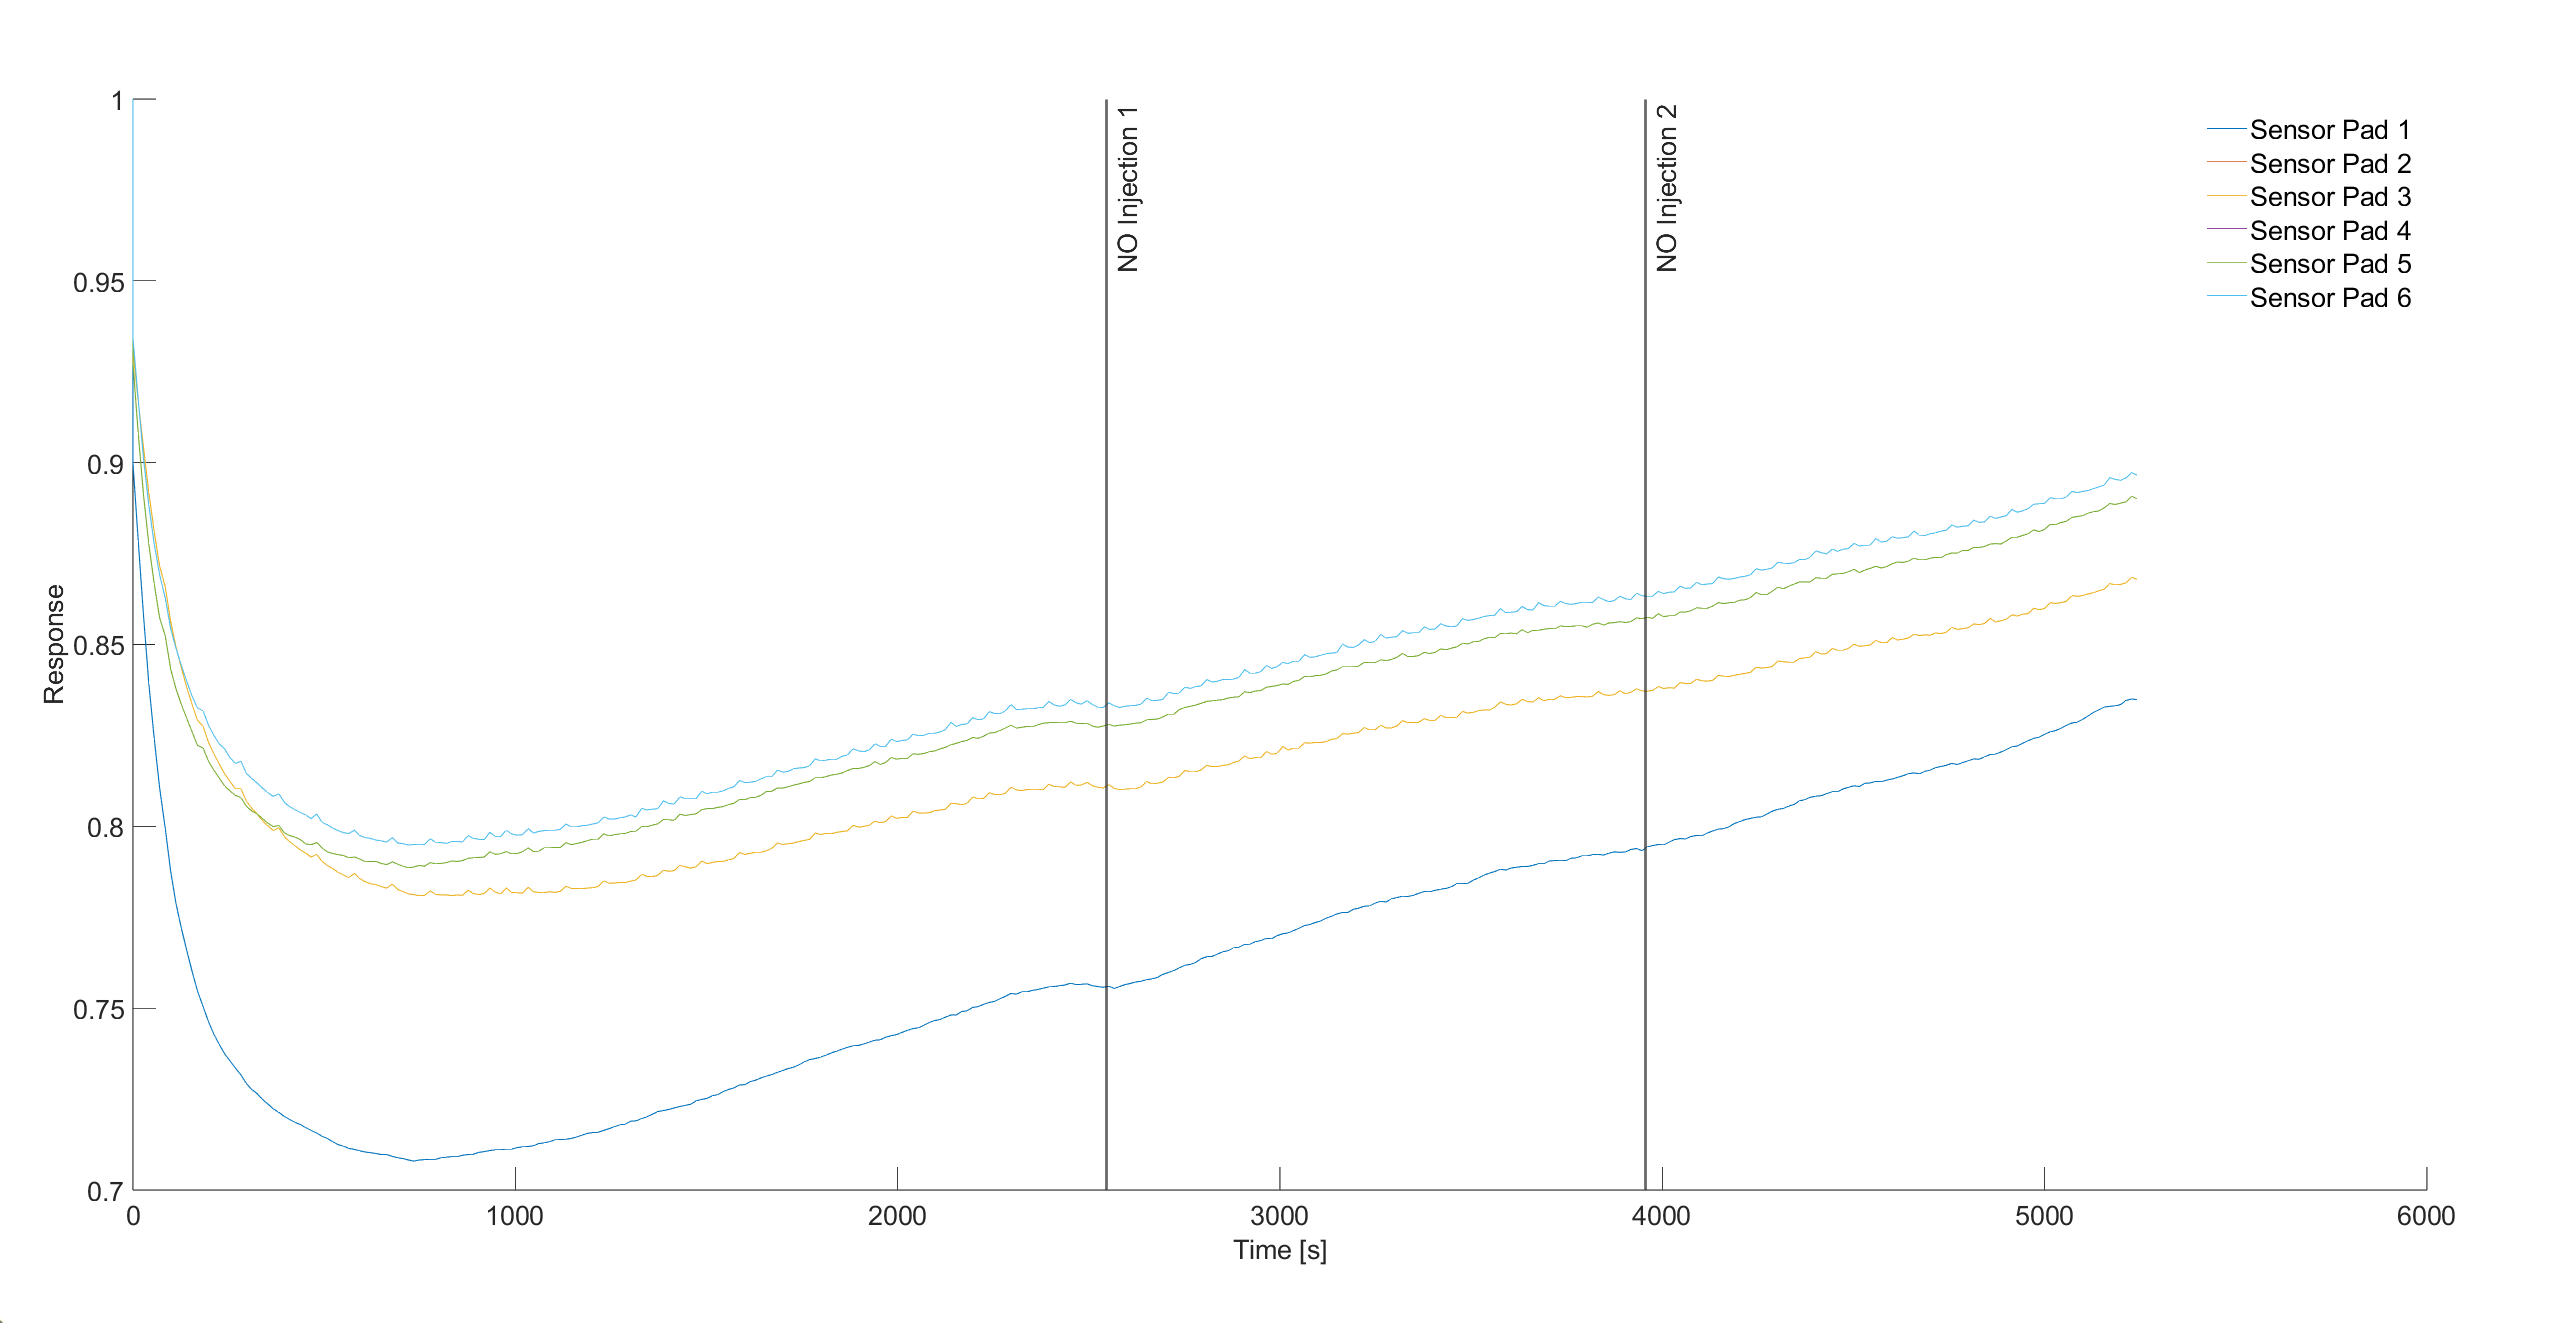 1
0.95
0.9
0.85
0.8
0.75
0.7
Response
0
1000
2000
3000
4000
5000
6000
Time [s]
NO Injection 1
NO Injection 2
Sensor Pad 1
Sensor Pad 2
Sensor Pad 3
Sensor Pad 4
Sensor Pad 5
Sensor Pad 6